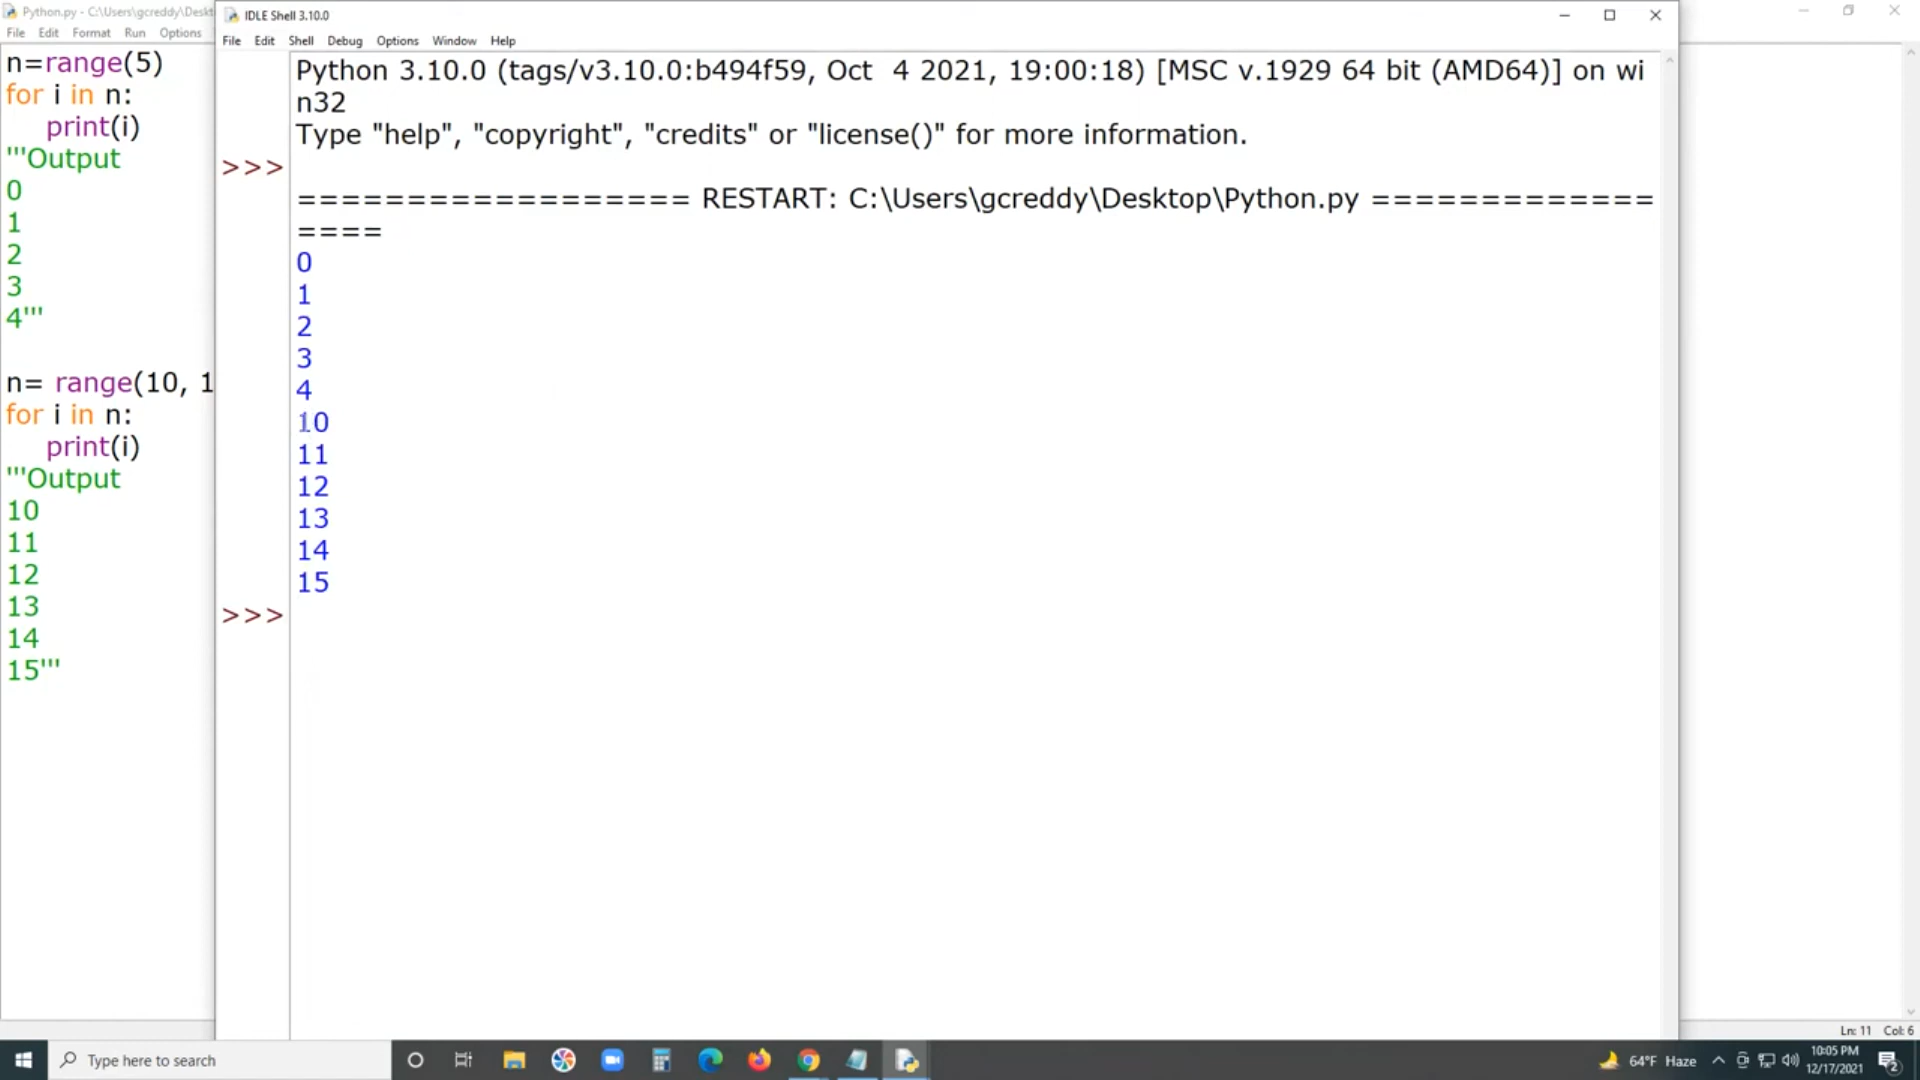 Python.py - C:\Users\gcreddy\Deskt
File Edit Format Run Options
n=range(5)
for i in n:
print(i)
'''Output
0
1
2
3
4'''
n= range(10, 1
for i in n:
print(i)
'''Output
10
11
12
13
14
15'''
IDLE Shell 3.10.0
File Edit Shell Debug Options Window Help
Python 3.10.0 (tags/v3.10.0:b494f59, Oct  4 2021, 19:00:18) [MSC v.1929 64 bit (AMD64)] on wi
n32
Type "help", "copyright", "credits" or "license()" for more information.
>>>
================== RESTART: C:\Users\gcreddy\Desktop\Python.py =============
====
0
1
2
3
4
10
11
12
13
14
15
>>>
Ln: 11 Col: 6
Type here to search
64°F Haze
10:05 PM
12/17/2021
2